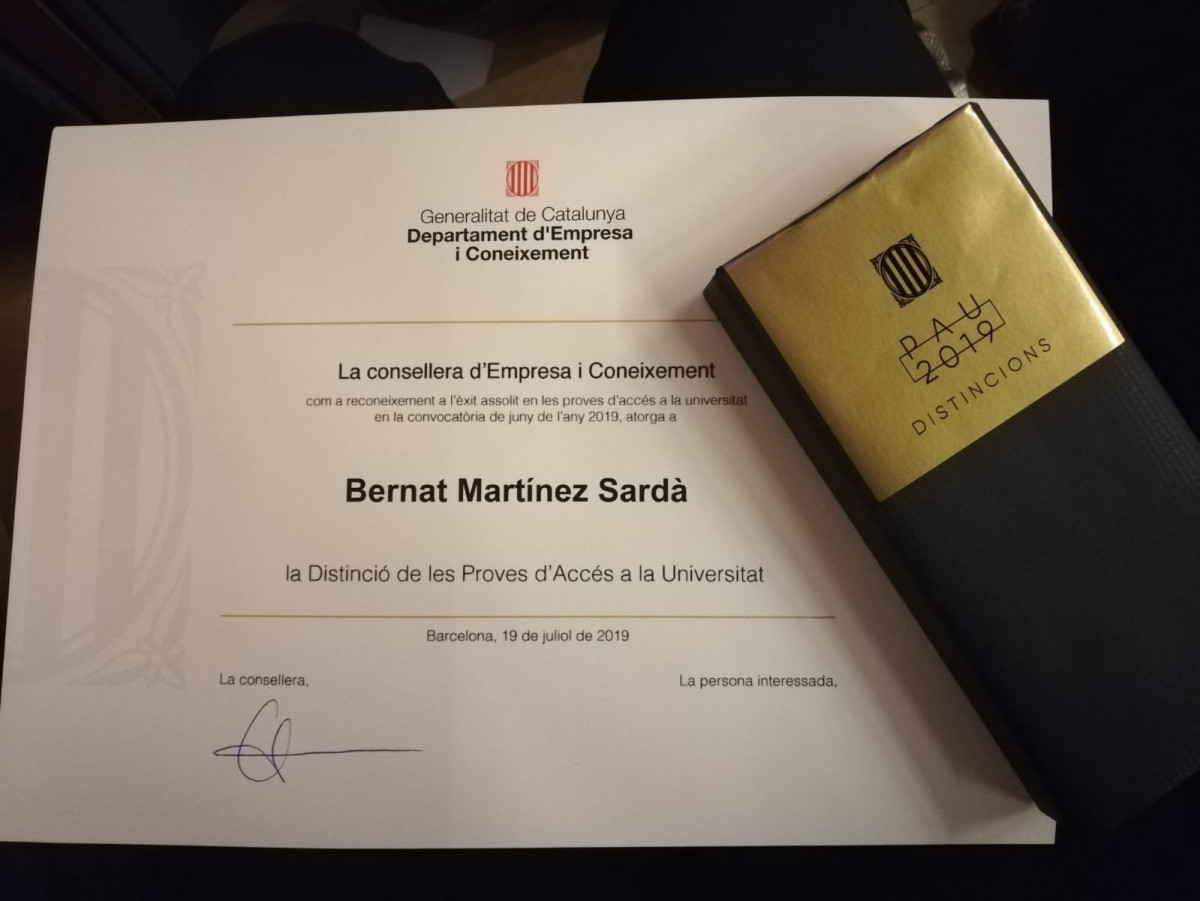 Generalitat de Catalunya
Departament d'Empresa
i Coneixement
La consellera d'Empresa i Coneixement
com a reconeixement a l'èxit assolit en les proves d'accés a la universitat
en la convocatòria de juny de l'any 2019, atorga a
Bernat Martínez Sardà
la Distinció de les Proves d'Accés a la Universitat
Barcelona, 19 de juliol de 2019
La consellera,
La persona interessada,
PAU
2019
DISTINCIONS